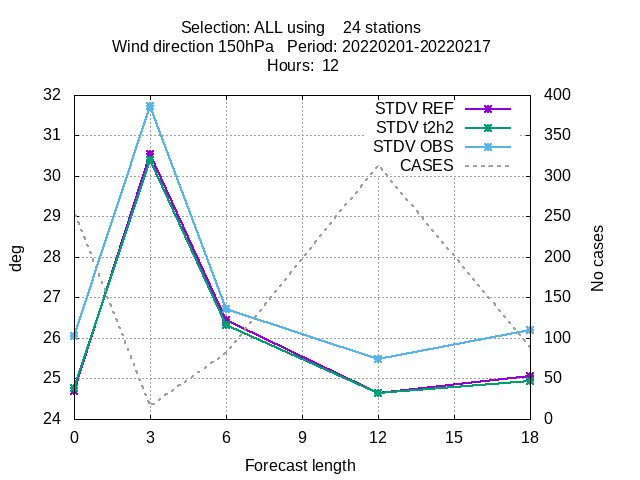 Selection: ALL using    24 stations
Wind direction 150hPa   Period: 20220201-20220217
Hours:  12
32 400
31 350
30 300
29 250
28 200
27 150
26 100
25 50
24 0
STDV REF
STDV t2h2
STDV OBS
CASES
deg
No cases
0 3 6 9 12 15 18
Forecast length